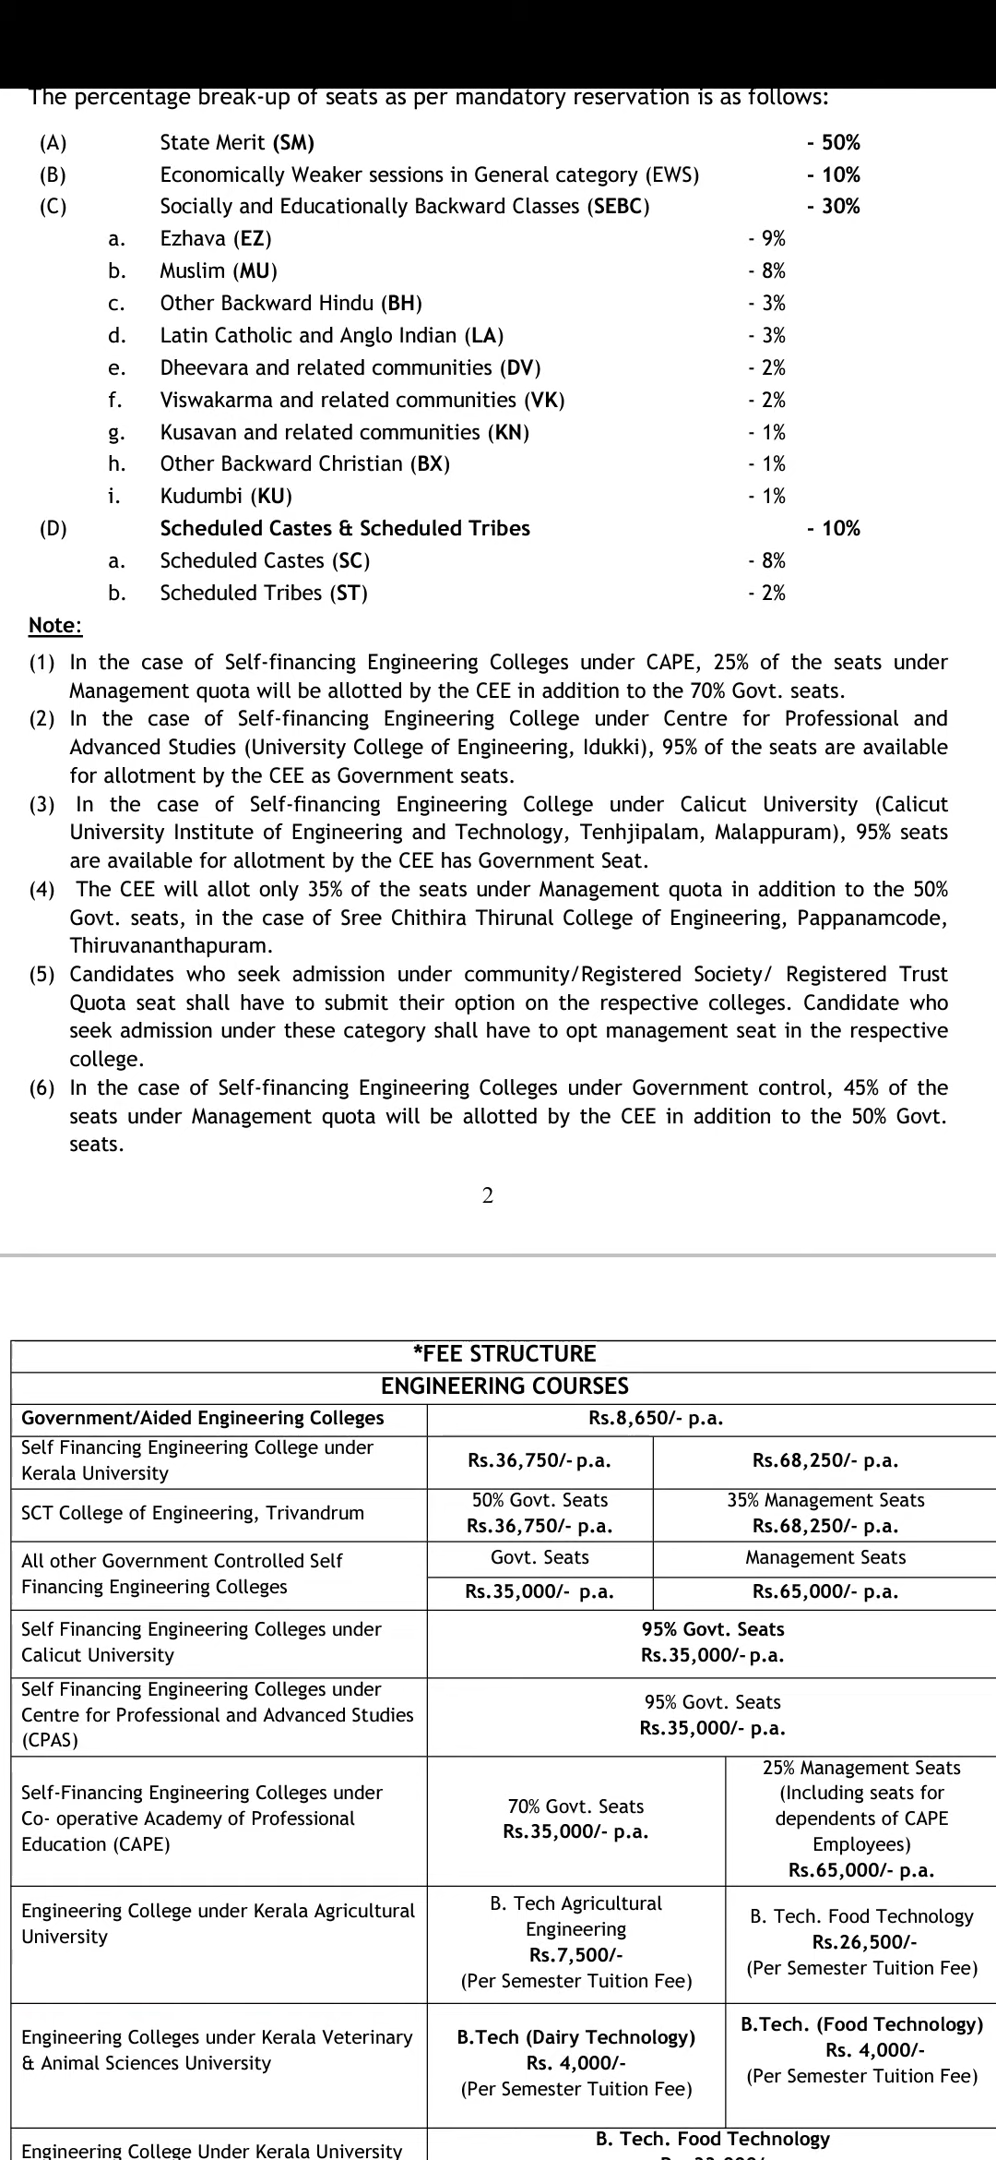 The percentage break-up of seats as per mandatory reservation is as follows:
(A) State Merit (SM) - 50%
(B) Economically Weaker sessions in General category (EWS) - 10%
(C) Socially and Educationally Backward Classes (SEBC) - 30%
a. Ezhava (EZ) - 9%
b. Muslim (MU) - 8%
c. Other Backward Hindu (BH) - 3%
d. Latin Catholic and Anglo Indian (LA) - 3%
e. Dheevara and related communities (DV) - 2%
f. Viswakarma and related communities (VK) - 2%
g. Kusavan and related communities (KN) - 1%
h. Other Backward Christian (BX) - 1%
i. Kudumbi (KU) - 1%
(D) Scheduled Castes & Scheduled Tribes - 10%
a. Scheduled Castes (SC) - 8%
b. Scheduled Tribes (ST) - 2%
Note:
(1) In the case of Self-financing Engineering Colleges under CAPE, 25% of the seats under
Management quota will be allotted by the CEE in addition to the 70% Govt. seats.
(2) In the case of Self-financing Engineering College under Centre for Professional and
Advanced Studies (University College of Engineering, Idukki), 95% of the seats are available
for allotment by the CEE as Government seats.
(3) In the case of Self-financing Engineering College under Calicut University (Calicut
University Institute of Engineering and Technology, Tenhjipalam, Malappuram), 95% seats
are available for allotment by the CEE has Government Seat.
(4) The CEE will allot only 35% of the seats under Management quota in addition to the 50%
Govt. seats, in the case of Sree Chithira Thirunal College of Engineering, Pappanamcode,
Thiruvananthapuram.
(5) Candidates who seek admission under community/Registered Society/ Registered Trust
Quota seat shall have to submit their option on the respective colleges. Candidate who
seek admission under these category shall have to opt management seat in the respective
college.
(6) In the case of Self-financing Engineering Colleges under Government control, 45% of the
seats under Management quota will be allotted by the CEE in addition to the 50% Govt.
seats.
2
*FEE STRUCTURE
ENGINEERING COURSES
Government/Aided Engineering Colleges Rs.8,650/- p.a.
Self Financing Engineering College under
Kerala University
Rs.36,750/- p.a.
Rs.68,250/- p.a.
SCT College of Engineering, Trivandrum
50% Govt. Seats
Rs.36,750/- p.a.
35% Management Seats
Rs.68,250/- p.a.
All other Government Controlled Self
Financing Engineering Colleges
Govt. Seats
Management Seats
Rs.35,000/- p.a.
Rs.65,000/- p.a.
Self Financing Engineering Colleges under
Calicut University
95% Govt. Seats
Rs.35,000/- p.a.
Self Financing Engineering Colleges under
Centre for Professional and Advanced Studies
(CPAS)
95% Govt. Seats
Rs.35,000/- p.a.
Self-Financing Engineering Colleges under
Co- operative Academy of Professional
Education (CAPE)
70% Govt. Seats
Rs.35,000/- p.a.
25% Management Seats
(Including seats for
dependents of CAPE
Employees)
Rs.65,000/- p.a.
Engineering College under Kerala Agricultural
University
B. Tech Agricultural
Engineering
Rs.7,500/-
(Per Semester Tuition Fee)
B. Tech. Food Technology
Rs.26,500/-
(Per Semester Tuition Fee)
Engineering Colleges under Kerala Veterinary
& Animal Sciences University
B.Tech (Dairy Technology)
Rs. 4,000/-
(Per Semester Tuition Fee)
B.Tech. (Food Technology)
Rs. 4,000/-
(Per Semester Tuition Fee)
Engineering College Under Kerala University
B. Tech. Food Technology